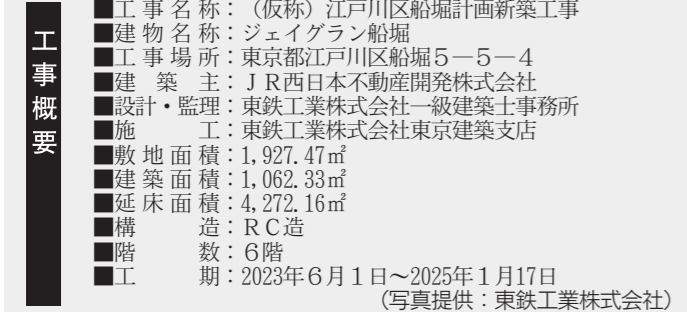 工事概要
■工事名称：（仮称）江戸川区船堀計画新築工事
■建物名称：ジェイグラン船堀
■工事場所：東京都江戸川区船堀５－５－４
■建築主：ＪＲ西日本不動産開発株式会社
■設計・監理：東鉄工業株式会社一級建築士事務所
■施工：東鉄工業株式会社東京建築支店
■敷地面積：1,927.47㎡
■建築面積：1,062.33㎡
■延床面積：4,272.16㎡
■構造：ＲＣ造
■階数：６階
■工期：2023年６月１日～2025年１月17日
（写真提供：東鉄工業株式会社）